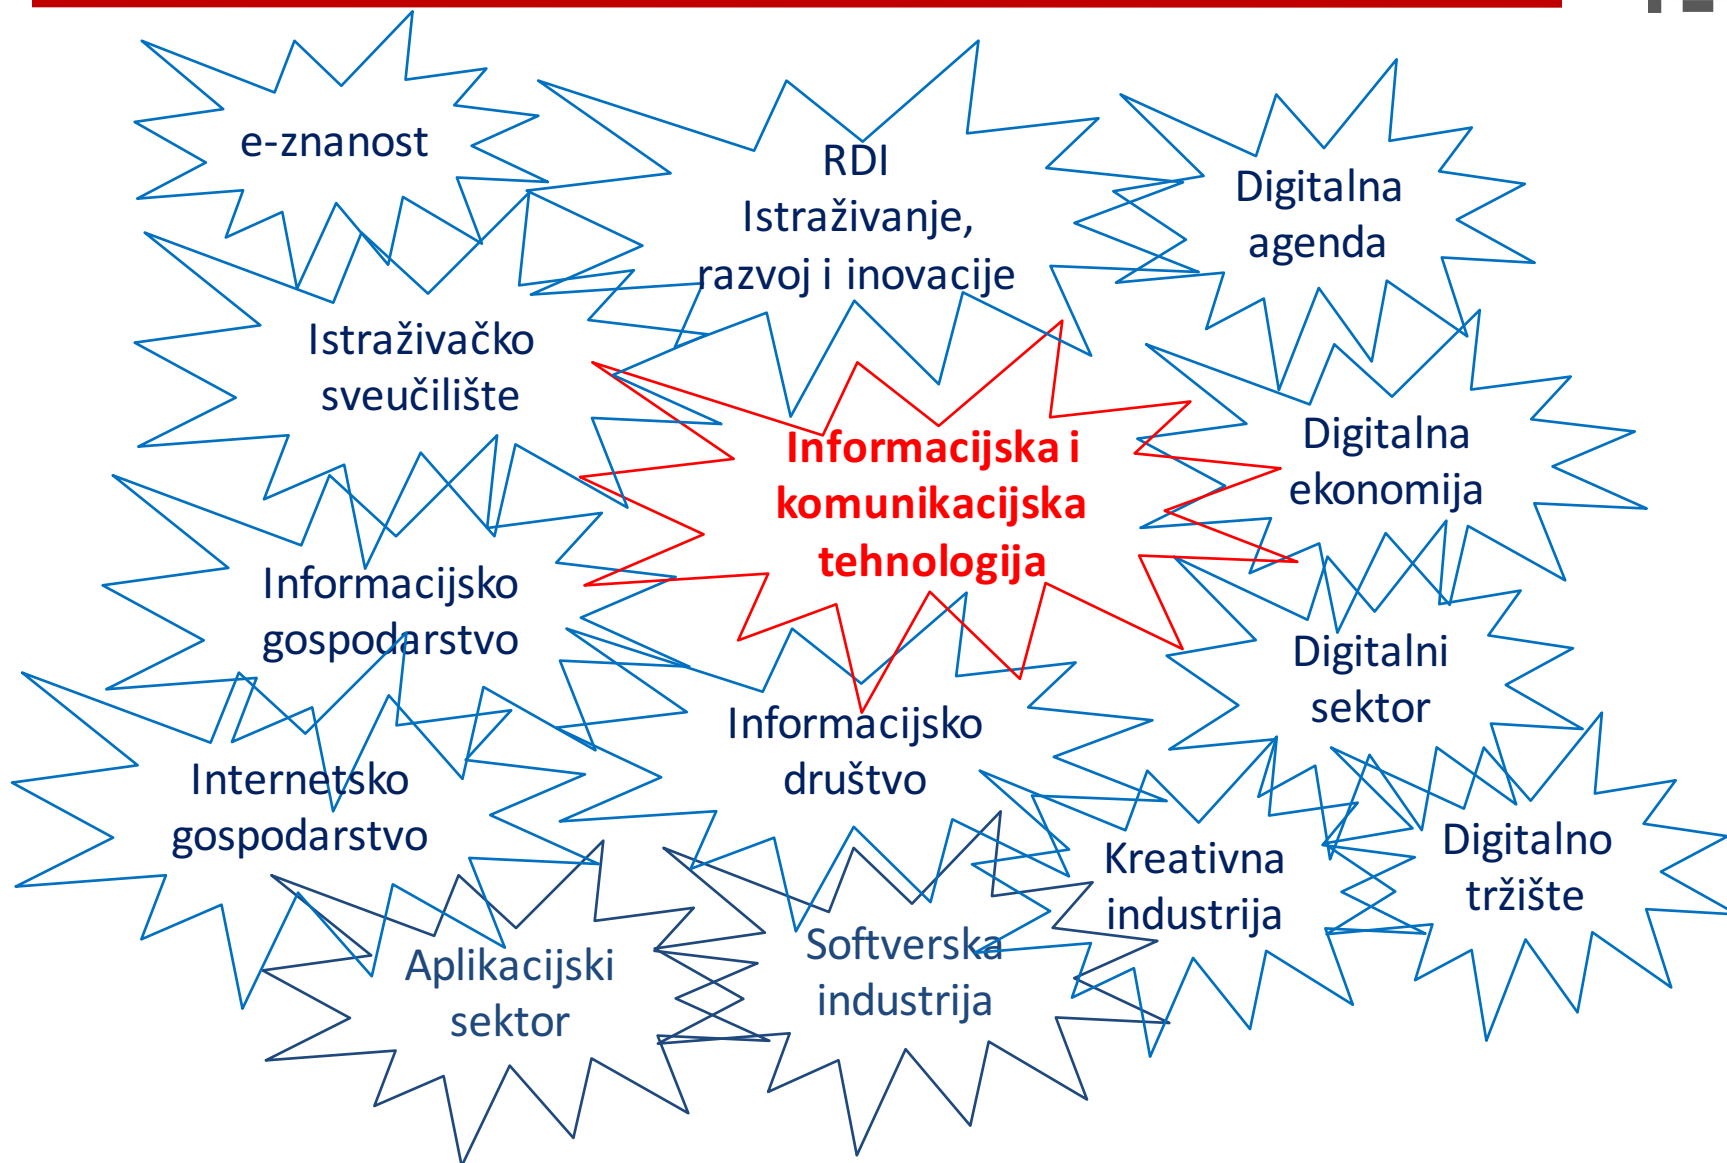 e-znanost
RDI
Istraživanje,
razvoj i inovacije
Digitalna
agenda
Istraživačko
sveučilište
Informacijska i
komunikacijska
tehnologija
Digitalna
ekonomija
Informacijsko
gospodarstvo
Digitalni
sektor
Informacijsko
društvo
Internetsko
gospodarstvo
Kreativna
industrija
Digitalno
tržište
Aplikacijski
sektor
Softverska
industrija